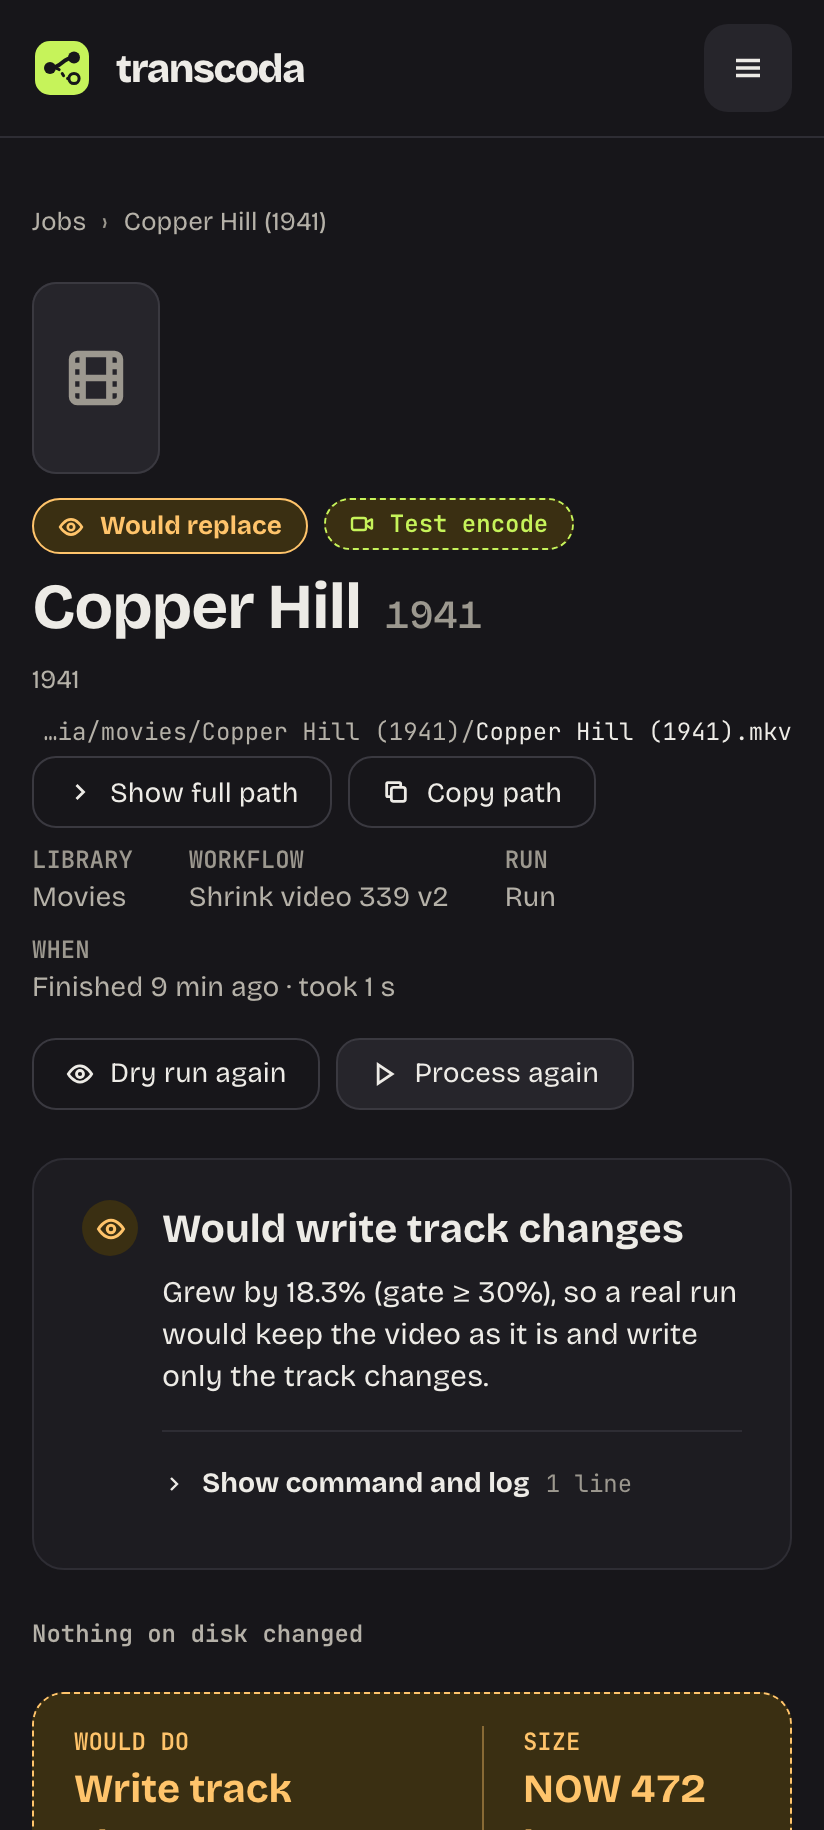 transcoda
Jobs › Copper Hill (1941)
Would replace
Test encode
Copper Hill 1941
1941
…ia/movies/Copper Hill (1941)/Copper Hill (1941).mkv
Show full path
Copy path
LIBRARY WORKFLOW RUN
Movies Shrink video 339 v2 Run
WHEN
Finished 9 min ago · took 1 s
Dry run again
Process again
Would write track changes
Grew by 18.3% (gate ≥ 30%), so a real run
would keep the video as it is and write
only the track changes.
Show command and log 1 line
Nothing on disk changed
WOULD DO SIZE
Write track NOW 472